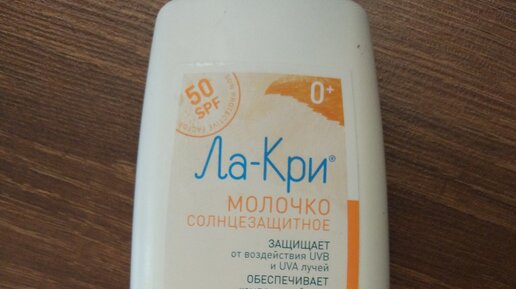 50
SPF
0+
Ла-Кри®
МОЛОЧКО
СОЛНЦЕЗАЩИТНОЕ
ЗАЩИЩАЕТ
от воздействия UVB
и UVA лучей
ОБЕСПЕЧИВАЕТ